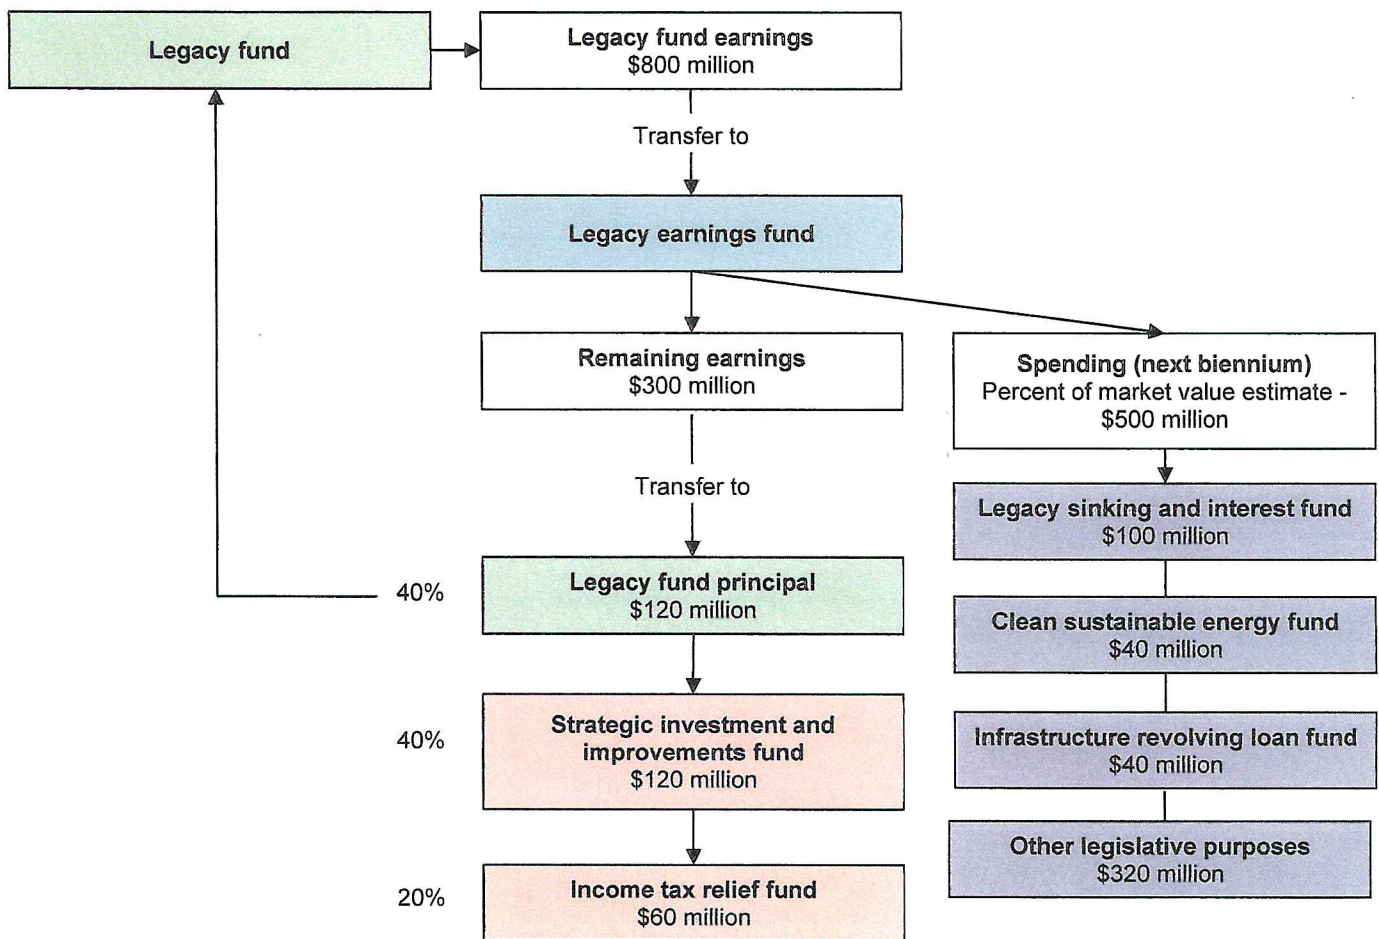 Legacy fund
Legacy fund earnings
$800 million
Transfer to
Legacy earnings fund
Remaining earnings
$300 million
Transfer to
40%
Legacy fund principal
$120 million
40%
Strategic investment and
improvements fund
$120 million
20%
Income tax relief fund
$60 million
Spending (next biennium)
Percent of market value estimate -
$500 million
Legacy sinking and interest fund
$100 million
Clean sustainable energy fund
$40 million
Infrastructure revolving loan fund
$40 million
Other legislative purposes
$320 million